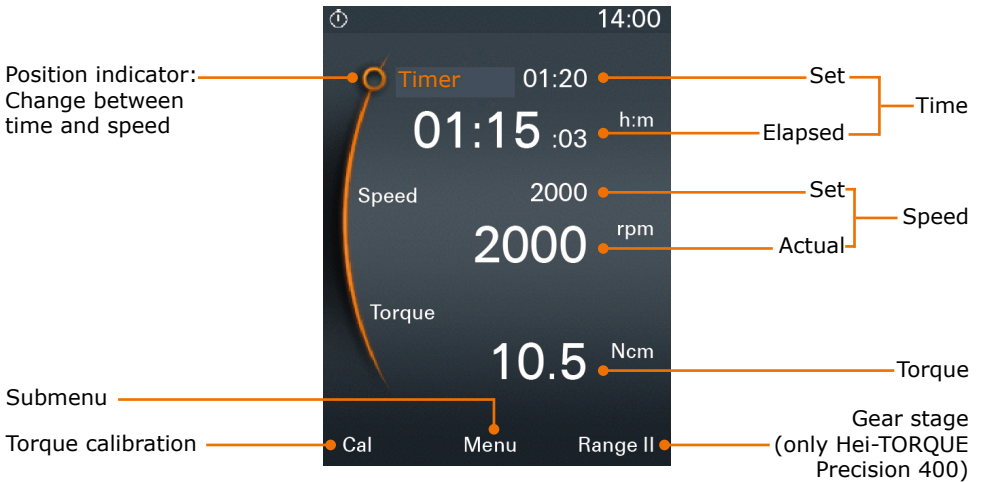 14:00
Position indicator:
Change between
time and speed
Timer
01:20
Set
Time
01:15 :03
h:m
Elapsed
Speed
2000
Set
Speed
2000
rpm
Actual
Torque
10.5
Ncm
Torque
Submenu
Torque calibration
Cal
Menu
Range II
Gear stage
(only Hei-TORQUE
Precision 400)